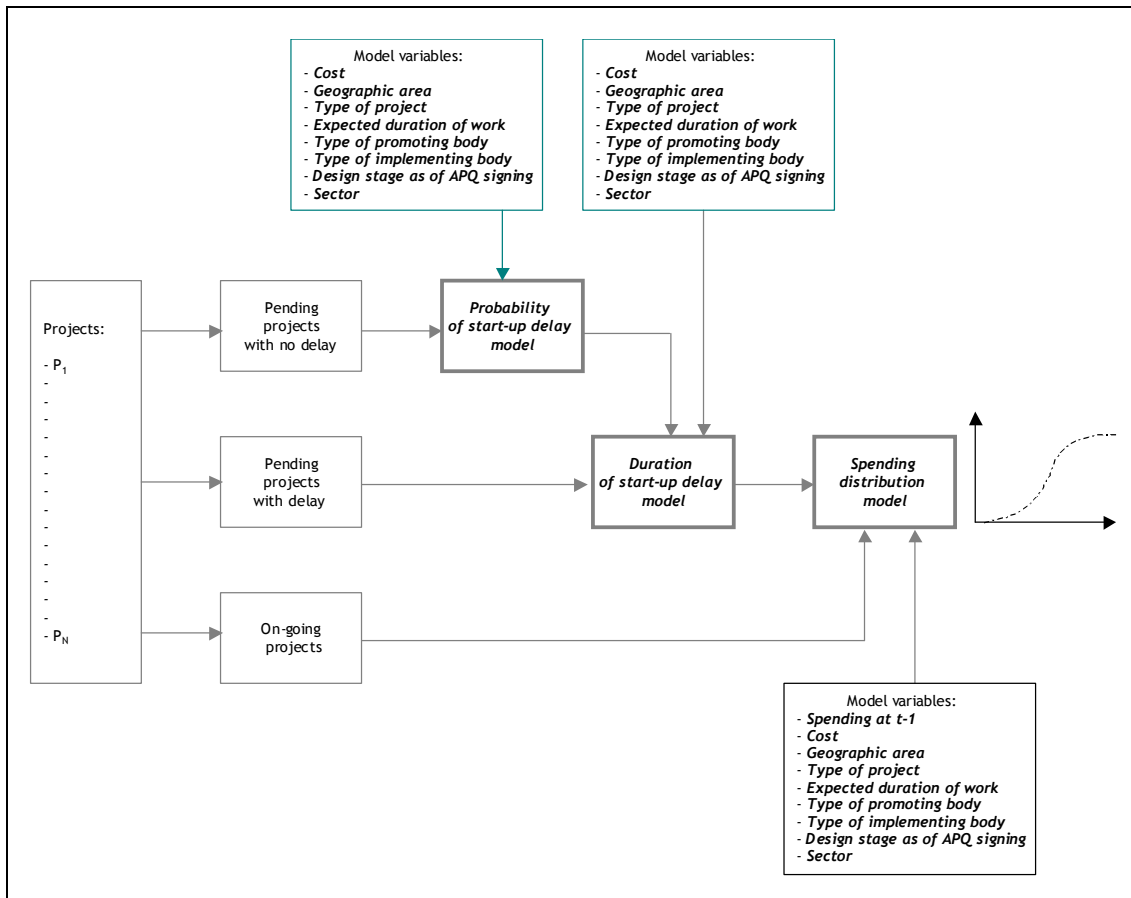 Model variables:
- Cost
- Geographic area
- Type of project
- Expected duration of work
- Type of promoting body
- Type of implementing body
- Design stage as of APQ signing
- Sector
Model variables:
- Cost
- Geographic area
- Type of project
- Expected duration of work
- Type of promoting body
- Type of implementing body
- Design stage as of APQ signing
- Sector
Projects:
- P1
-
-
-
-
-
-
-
-
-
-
-
-
-
-
- PN
Pending
projects
with no delay
Probability
of start-up delay
model
Pending
projects
with delay
Duration
of start-up delay
model
Spending
distribution
model
On-going
projects
Model variables:
- Spending at t-1
- Cost
- Geographic area
- Type of project
- Expected duration of work
- Type of promoting body
- Type of implementing body
- Design stage as of APQ signing
- Sector